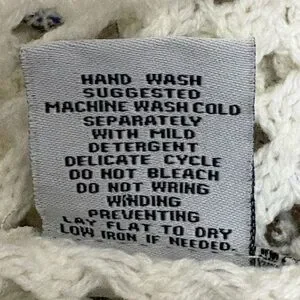 HAND WASH
SUGGESTED
MACHINE WASH COLD
SEPARATELY
WITH MILD
DETERGENT
DELICATE CYCLE
DO NOT BLEACH
DO NOT WRING
WINDING
PREVENTING
LAY FLAT TO DRY
LOW IRON IF NEEDED.